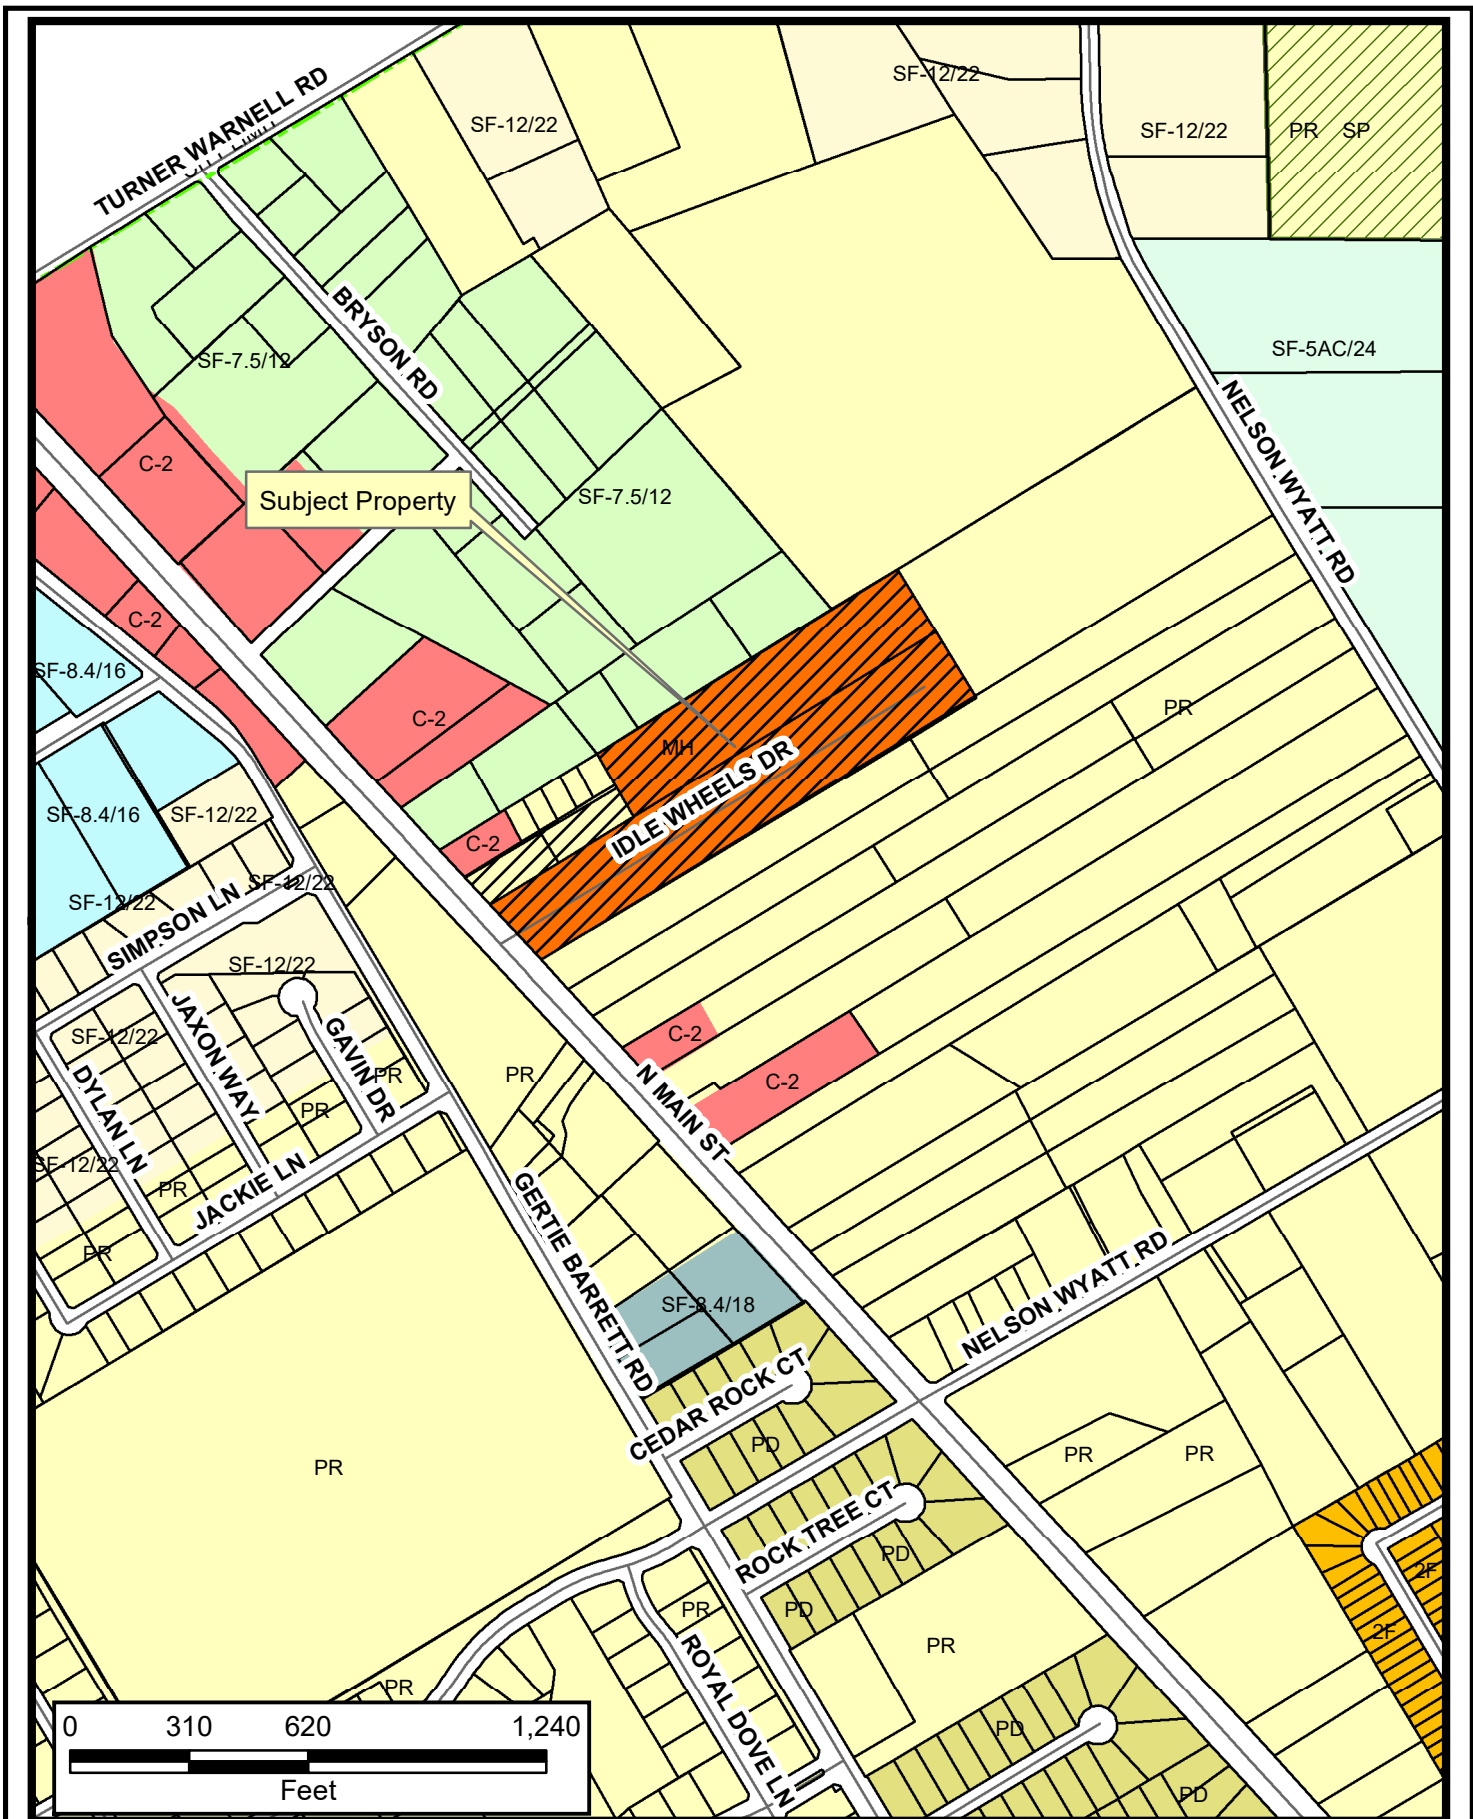 TURNER WARNELL RD
SF-12/22
SF-12/22
SF-12/22
PR SP
BRYSON RD
SF-7.5/12
SF-5AC/24
NELSON WYATT RD
C-2
Subject Property
SF-7.5/12
C-2
SF-8.4/16
C-2
PR
MH
IDLE WHEELS DR
SF-8.4/16
SF-12/22
C-2
SF-12/22
SF-12/22
SIMPSON LN
SF-12/22
JAXON WAY
GAVIN DR
SF-12/22
DYLAN LN
PR
PR
PR
C-2
C-2
N MAIN ST
SF-12/22
PR
JACKIE LN
PR
GERTIE BARRETT RD
NELSON WYATT RD
SF-8.4/18
CEDAR ROCK CT
PD
PR
PR
PR
ROCK TREE CT
PD
PD
2F
2F
PR
PR
ROYAL DOVE LN
PR
PD
PD
0 310 620 1,240
Feet